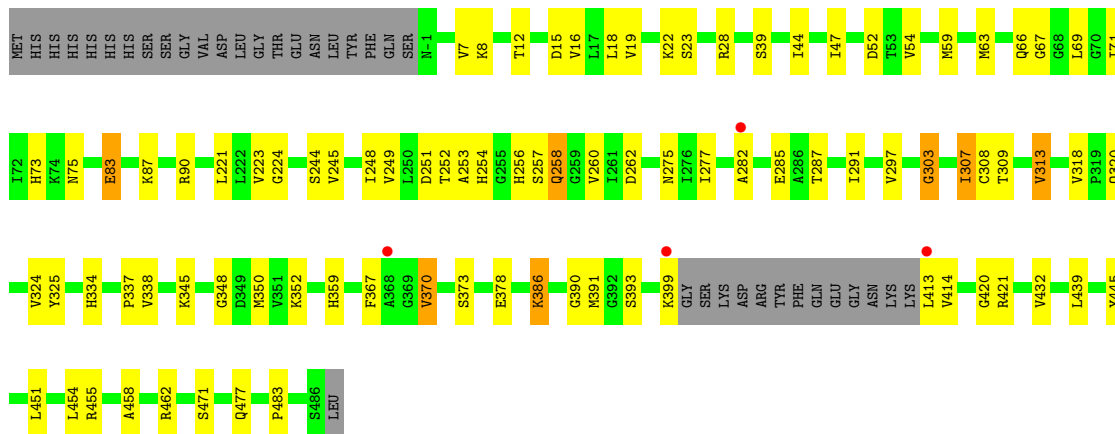 MET HIS HIS HIS HIS HIS HIS SER SER GLY VAL ASP LEU GLY THR GLU ASN LEU TYR PHE GLN SER N-1 V7 K8 T12 D15 V16 L17 L18 V19 K22 S23 R28 S39 I44 I47 D52 T53 V54 M59 M63 Q66 G67 G68 L69 G70
I72 H73 K74 N75 E83 K87 R90 L221 L222 V223 G224 S244 V245 I248 V249 L250 D251 T252 A253 H254 G255 H256 S257 Q258 G259 V260 I261 D262 N275 I276 I277 A282 E285 A286 T287 I291 V297 G303 I307 C308 T309 V313 V318 P319
V324 Y325 H334 P337 Y338 K345 G348 D349 M350 V351 K352 H359 F367 A368 G369 V370 S373 E378 K386 G390 M391 G392 S393 K399 GLY SER LYS ASP ARG TYR PHE GLN GLU GLY ASN LYS LYS L413 V414 G420 R421 V432 L439
L451 L454 R455 A458 R462 S471 Q477 P483 S486 LEU